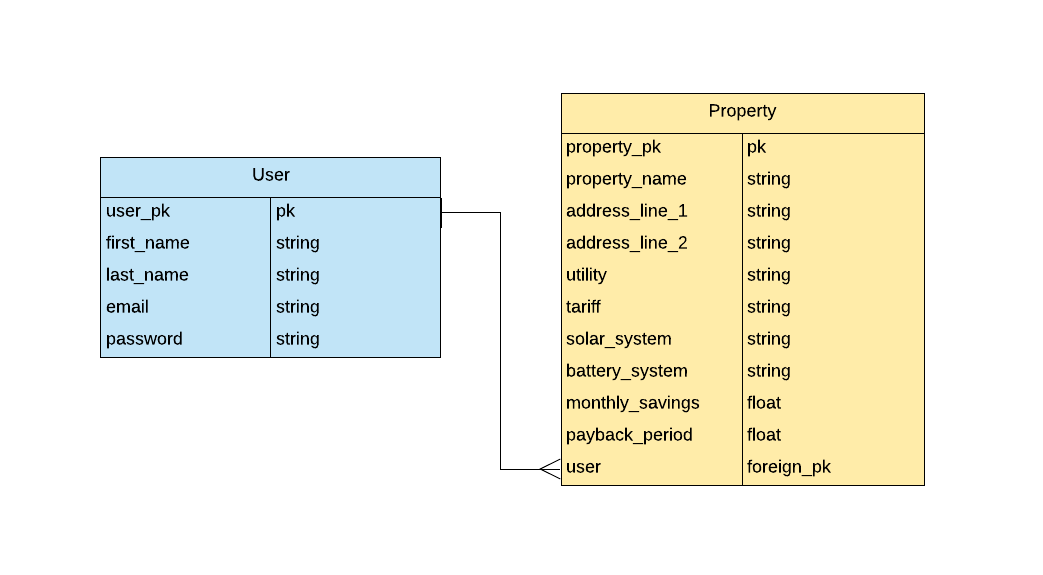 User
user_pk pk
first_name string
last_name string
email string
password string
Property
property_pk pk
property_name string
address_line_1 string
address_line_2 string
utility string
tariff string
solar_system string
battery_system string
monthly_savings float
payback_period float
user foreign_pk